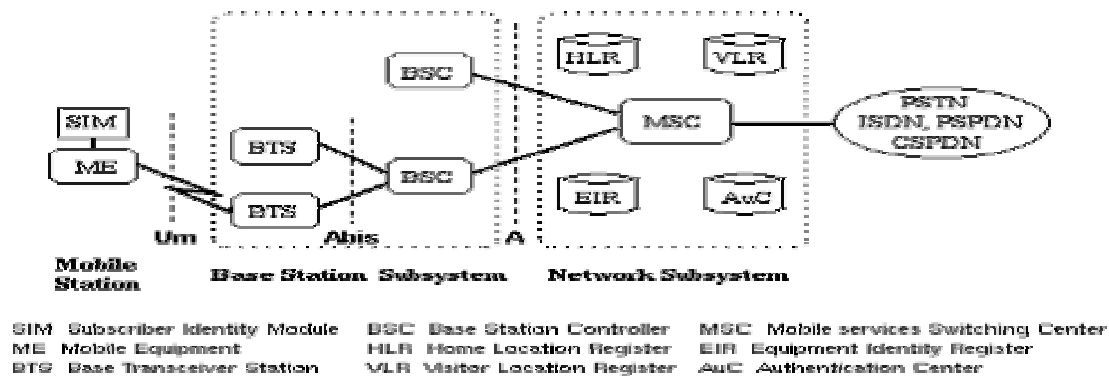 HLR VLR
BSC
PSTN
ISDN, PSPDN
CSPDN
SIM
MSC
BTS
ME
BSC
EIR AuC
BTS
Um Abis A
Mobile
Station
Base Station Subsystem
Network Subsystem
SIM Subscriber Identity Module BSC Base Station Controller MSC Mobile services Switching Center
ME Mobile Equipment HLR Home Location Register EIR Equipment Identity Register
BTS Base Transceiver Station VLR Visitor Location Register AuC Authentication Center